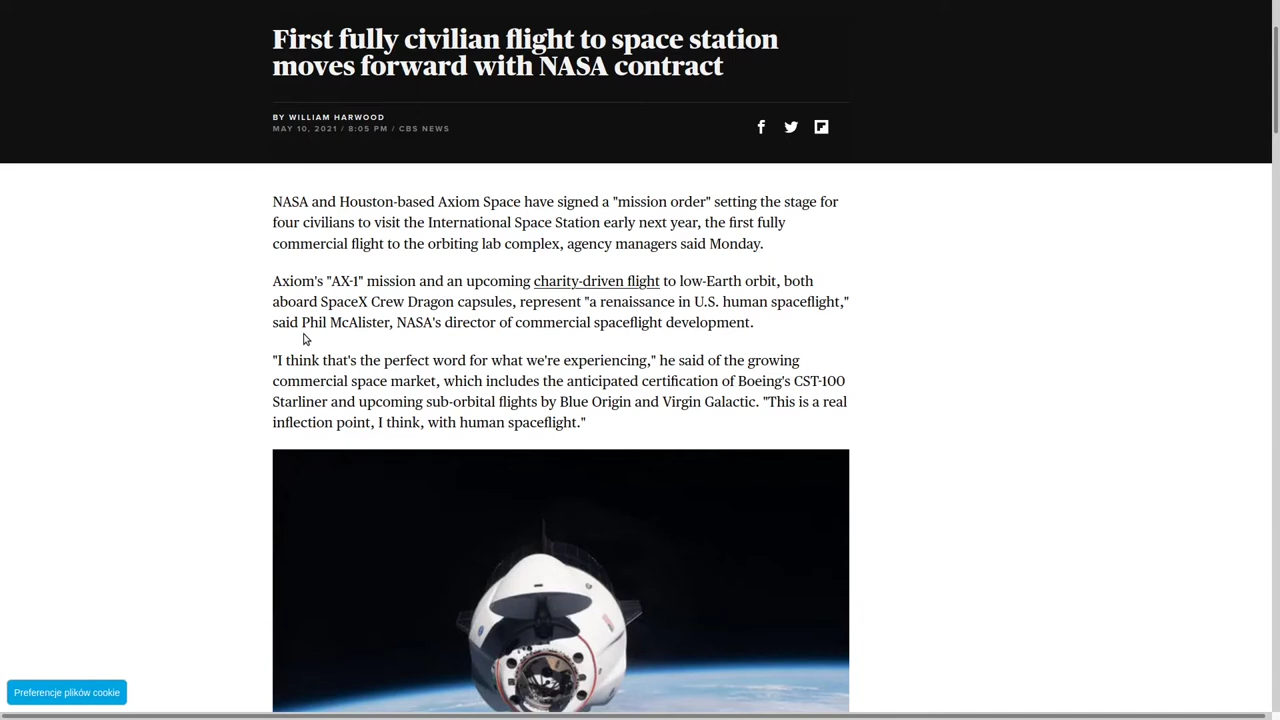 First fully civilian flight to space station
moves forward with NASA contract
BY WILLIAM HARWOOD
MAY 10, 2021 / 8:05 PM / CBS NEWS
NASA and Houston-based Axiom Space have signed a "mission order" setting the stage for
four civilians to visit the International Space Station early next year, the first fully
commercial flight to the orbiting lab complex, agency managers said Monday.
Axiom's "AX-1" mission and an upcoming charity-driven flight to low-Earth orbit, both
aboard SpaceX Crew Dragon capsules, represent "a renaissance in U.S. human spaceflight,"
said Phil McAlister, NASA's director of commercial spaceflight development.
"I think that's the perfect word for what we're experiencing," he said of the growing
commercial space market, which includes the anticipated certification of Boeing's CST-100
Starliner and upcoming sub-orbital flights by Blue Origin and Virgin Galactic. "This is a real
inflection point, I think, with human spaceflight."
Preferencje plików cookie